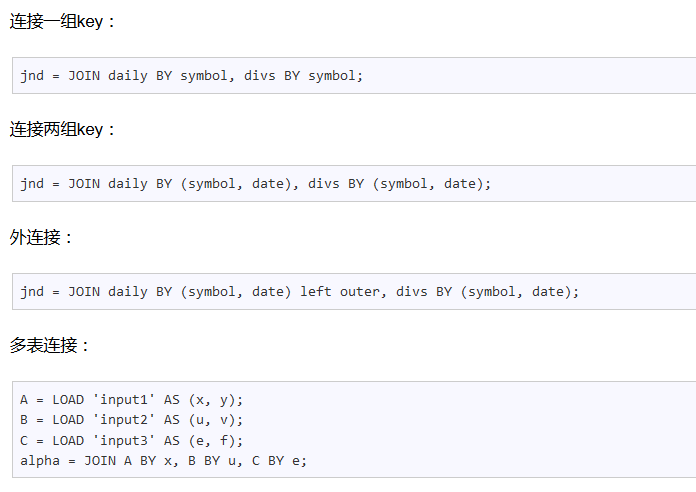 连接一组key：
jnd = JOIN daily BY symbol, divs BY symbol;
连接两组key：
jnd = JOIN daily BY (symbol, date), divs BY (symbol, date);
外连接：
jnd = JOIN daily BY (symbol, date) left outer, divs BY (symbol, date);
多表连接：
A = LOAD 'input1' AS (x, y);
B = LOAD 'input2' AS (u, v);
C = LOAD 'input3' AS (e, f);
alpha = JOIN A BY x, B BY u, C BY e;